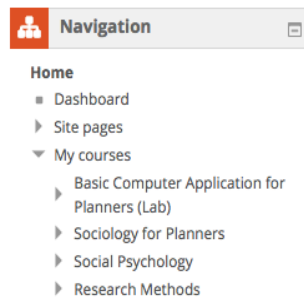 Navigation
Home
Dashboard
Site pages
My courses
Basic Computer Application for
Planners (Lab)
Sociology for Planners
Social Psychology
Research Methods